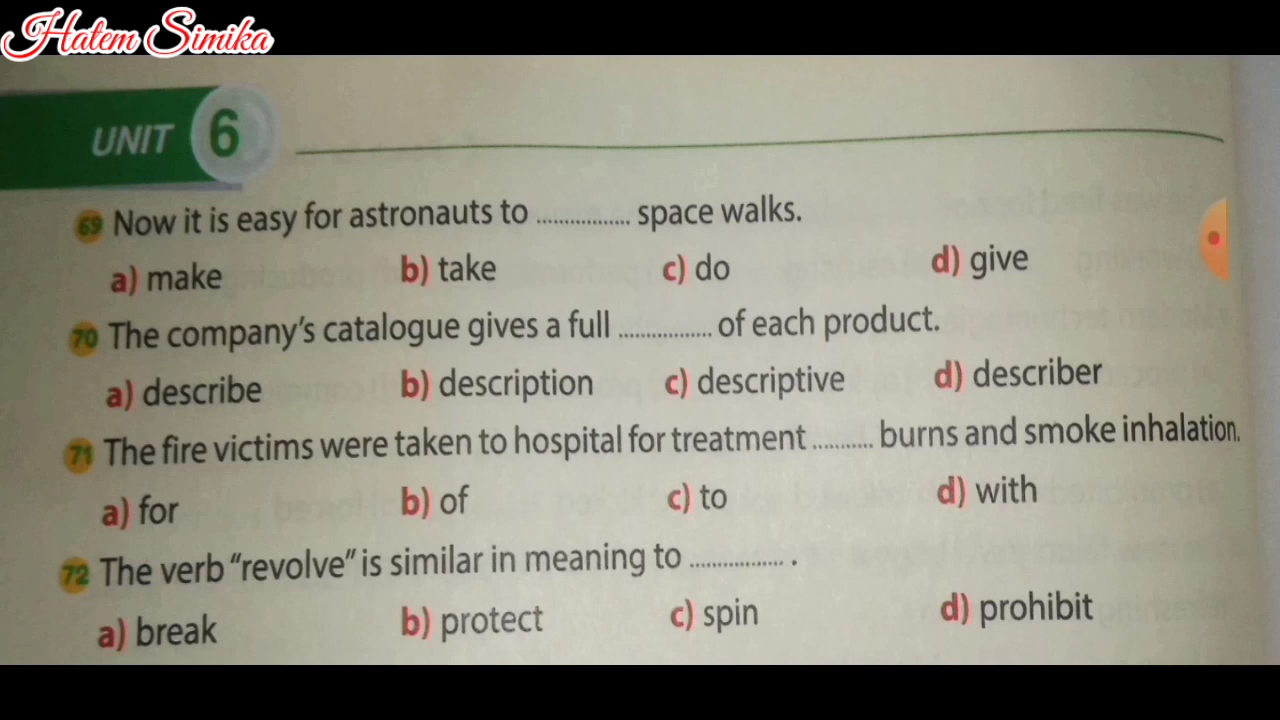 Hatem Simika
UNIT 6
69 Now it is easy for astronauts to ................ space walks.
a) make b) take c) do d) give
70 The company's catalogue gives a full ................ of each product.
a) describe b) description c) descriptive d) describer
71 The fire victims were taken to hospital for treatment .......... burns and smoke inhalation.
a) for b) of c) to d) with
72 The verb "revolve" is similar in meaning to ................ .
a) break b) protect c) spin d) prohibit